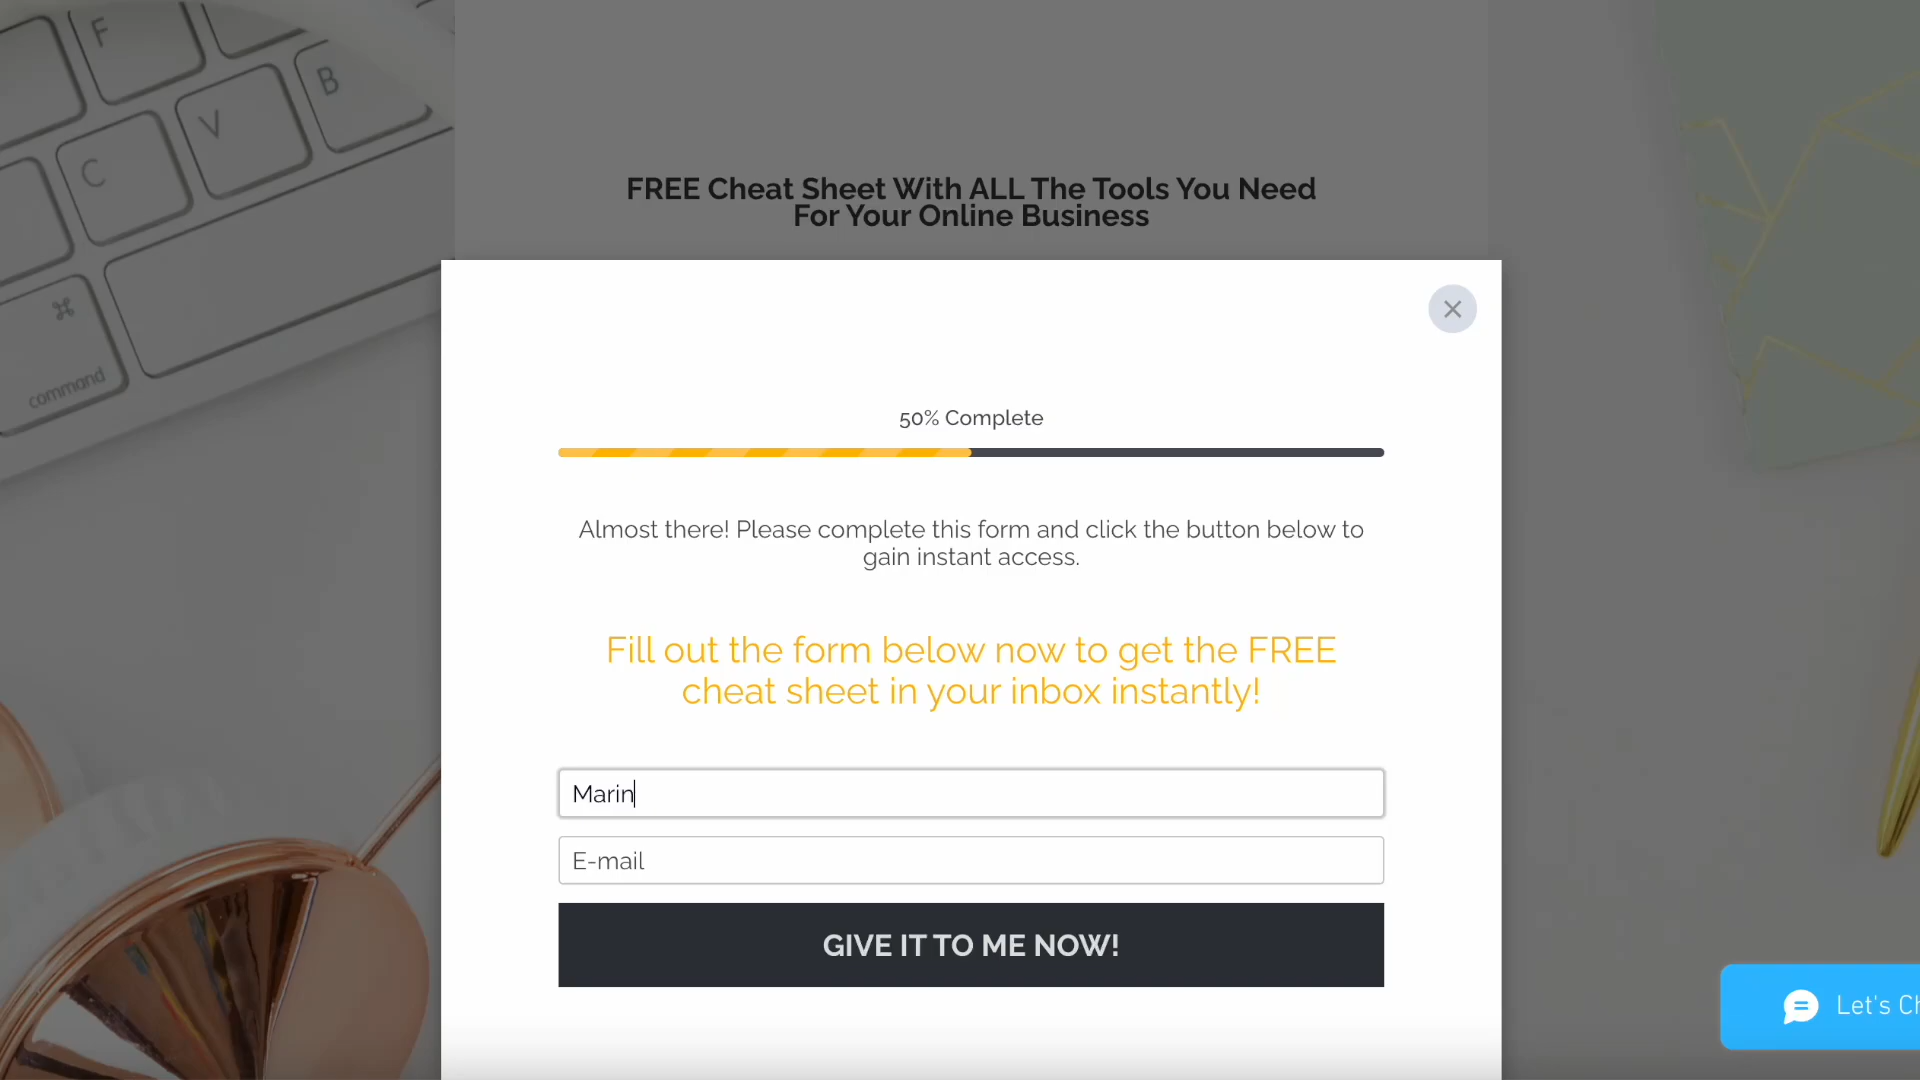 F
B
V
C
command
FREE Cheat Sheet With ALL The Tools You Need
For Your Online Business
50% Complete
Almost there! Please complete this form and click the button below to
gain instant access.
Fill out the form below now to get the FREE
cheat sheet in your inbox instantly!
Marin
E-mail
GIVE IT TO ME NOW!
Let's